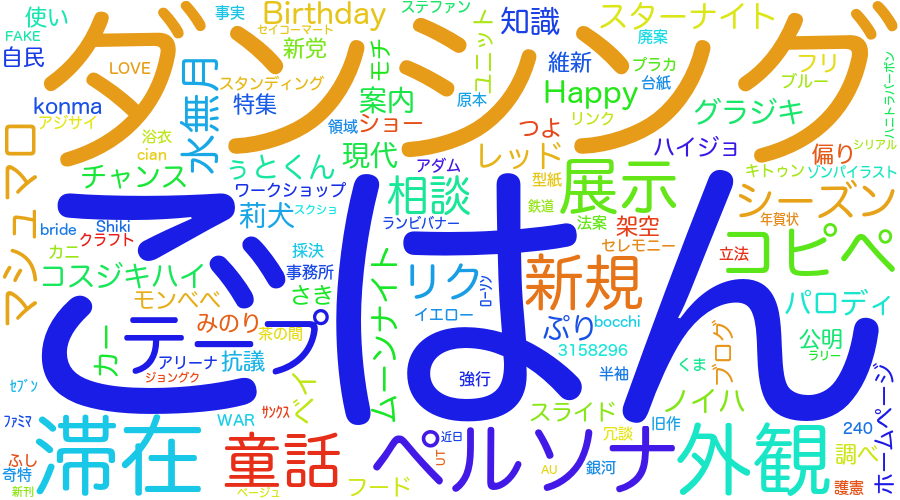 使い
事実
Birthday
ステファン
スターナイト
廃案
FAKE
セイコーマート
モチ
ユニット
知識
自民
LOVE
ダンシング
新党
維新
プラカ
フリ
スタンディング
原本
台紙
ブルー
konma
水無月
特集
案内
Happy
グラジキ
ハニトラバーボン
アジサイ
浴衣
領域
ショー
つよ
リンク
マシュマロ
cian
うとくん
現代
アダム
レッド
ハイジョ
偏り
シリアル
チャンス
ワークショップ
相談
型紙
展示
キトゥン
ゾンパイラスト
シーズン
bride
Shiki
莉犬
スクショ
ランビバナー
鉄道
法案
架空
年賀状
クラフト
採決
セレモニー
立法
コピペ
カニ
事務所
ごはん
コスジキハイ
さき
ムーンナイト
リク
ローソン
新規
モンペペ
パロディ
みのり
テープ
イエロー
ぷり
bocchi
カー
茶の間
アリーナ
抗議
3158296
ブログ
公明
ラリー
セブン
ジョングク
ペイ
強行
半袖
くま
ホームページ
ファミマ
WAR
サンクス
スライド
ノイハ
滞在
童話
ペルソナ
旧作
240
外観
ふし
冗談
近日
調べ
奇特
新刊
ベージュ
フード
AU
銀河
護憲